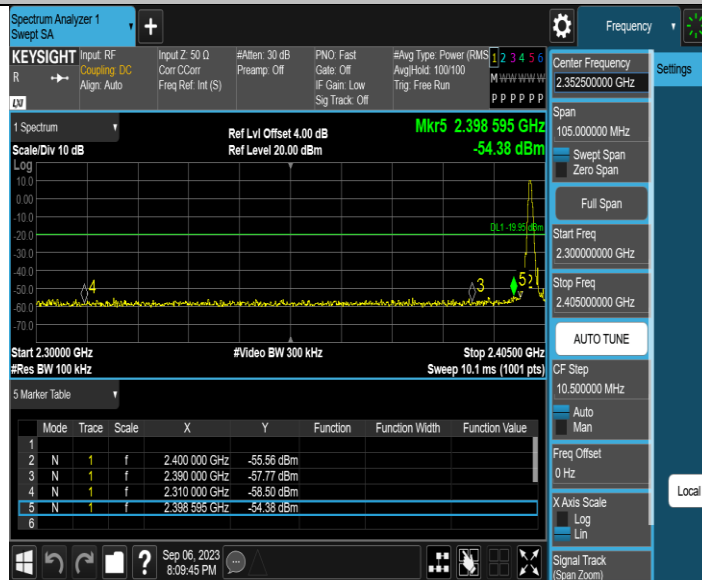 Spectrum Analyzer 1
Swept SA
+
Frequency
KEYSIGHT
R
LXI
Input: RF
Coupling: DC
Align: Auto
Input Z: 50 Ω
Corr CCorr
Freq Ref: Int (S)
#Atten: 30 dB
Preamp: Off
PNO: Fast
Gate: Off
IF Gain: Low
Sig Track: Off
#Avg Type: Power (RMS
Avg|Hold: 100/100
Trig: Free Run
1 2 3 4 5 6
M W W W W W
P P P P P P
1 Spectrum
Scale/Div 10 dB
Ref Lvl Offset 4.00 dB
Ref Level 20.00 dBm
Mkr5 2.398 595 GHz
-54.38 dBm
Log
10.0
0.00
-10.0
-20.0
-30.0
-40.0
-50.0
-60.0
-70.0
DL1 -19.95 dBm
4
3
5
2
Start 2.30000 GHz
#Res BW 100 kHz
#Video BW 300 kHz
Stop 2.40500 GHz
Sweep 10.1 ms (1001 pts)
5 Marker Table
Mode Trace Scale X Y Function Function Width Function Value
1
2 N 1 f 2.400 000 GHz -55.56 dBm
3 N 1 f 2.390 000 GHz -57.77 dBm
4 N 1 f 2.310 000 GHz -58.50 dBm
5 N 1 f 2.398 595 GHz -54.38 dBm
6
?
Sep 06, 2023
8:09:45 PM
Center Frequency
2.352500000 GHz
Settings
Span
105.000000 MHz
Swept Span
Zero Span
Full Span
Start Freq
2.300000000 GHz
Stop Freq
2.405000000 GHz
AUTO TUNE
CF Step
10.500000 MHz
Auto
Man
Freq Offset
0 Hz
Local
X Axis Scale
Log
Lin
Signal Track
(Span Zoom)